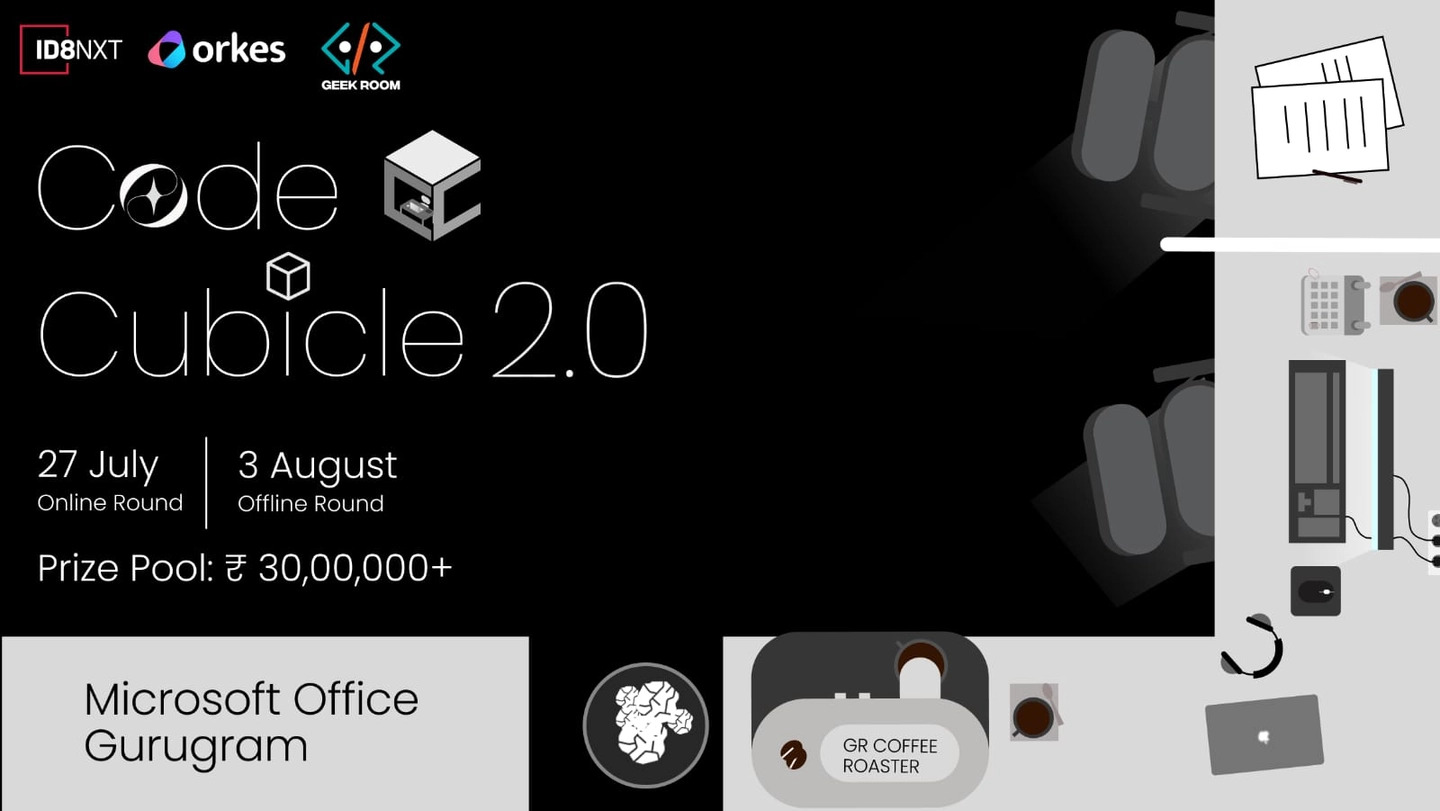 ID8NXT
orkes
GEEK ROOM
Code
Cubicle 2.0
27 July
Online Round
3 August
Offline Round
Prize Pool: ₹ 30,00,000+
Microsoft Office
Gurugram
GR COFFEE
ROASTER